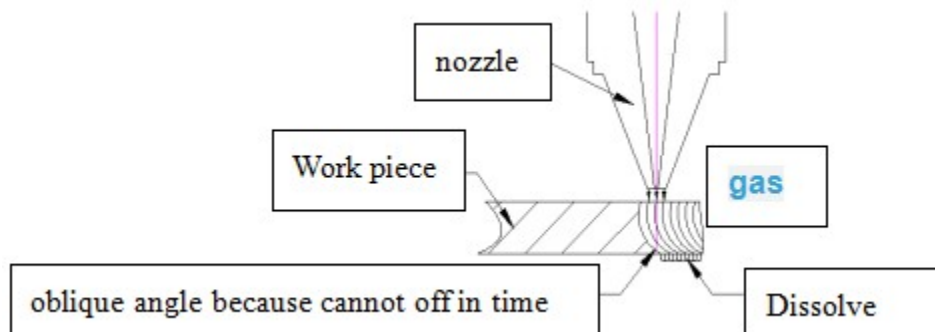 nozzle
Work piece
gas
oblique angle because cannot off in time
Dissolve